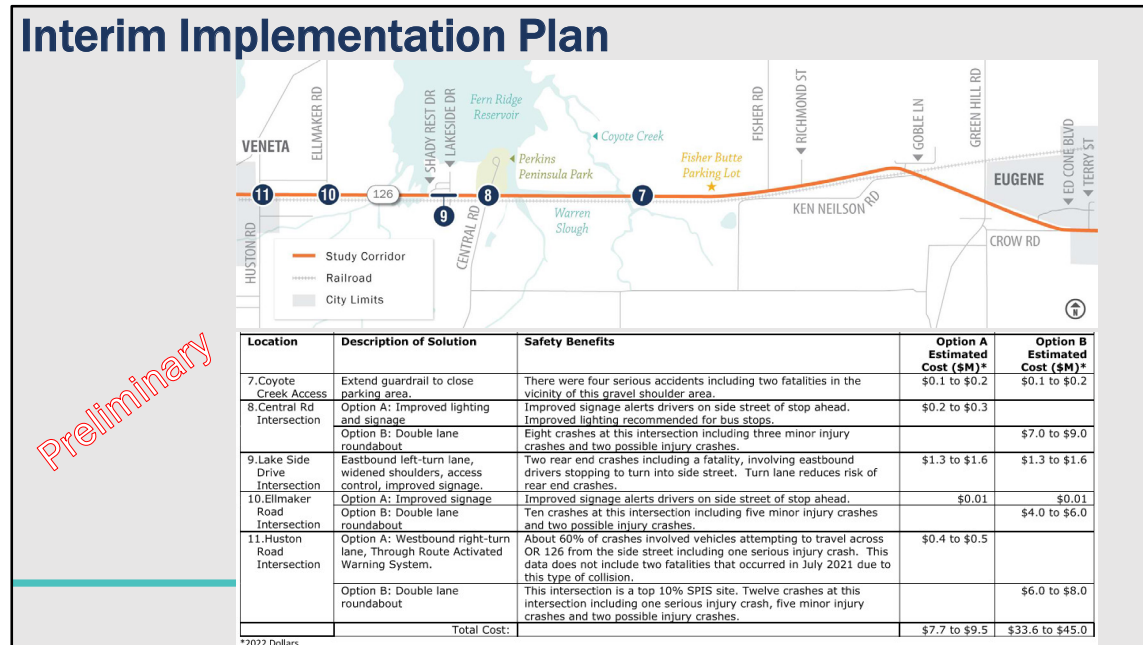 Interim Implementation Plan
VENETA
ELLMAKER RD
SHADY REST DR
LAKESIDE DR
Fern Ridge
Reservoir
Coyote Creek
Perkins
Peninsula Park
Fisher Butte
Parking Lot
FISHER RD
RICHMOND ST
GOBLE LN
GREEN HILL RD
ED CONE BLVD
TERRY ST
EUGENE
11
10
126
9
8
7
Warren
Slough
KEN NEILSON RD
CROW RD
HUSTON RD
CENTRAL RD
Study Corridor
Railroad
City Limits
N
Preliminary
Location Description of Solution Safety Benefits Option A Estimated Cost ($M)* Option B Estimated Cost ($M)*
7.Coyote Creek Access
Extend guardrail to close
parking area.
There were four serious accidents including two fatalities in the
vicinity of this gravel shoulder area.
$0.1 to $0.2 $0.1 to $0.2
8.Central Rd
Intersection
Option A: Improved lighting
and signage
Improved signage alerts drivers on side street of stop ahead.
Improved lighting recommended for bus stops.
$0.2 to $0.3
Option B: Double lane
roundabout
Eight crashes at this intersection including three minor injury
crashes and two possible injury crashes.
$7.0 to $9.0
9.Lake Side
Drive
Intersection
Eastbound left-turn lane,
widened shoulders, access
control, improved signage.
Two rear end crashes including a fatality, involving eastbound
drivers stopping to turn into side street. Turn lane reduces risk of
rear end crashes.
$1.3 to $1.6 $1.3 to $1.6
10.Ellmaker
Road
Intersection
Option A: Improved signage
Improved signage alerts drivers on side street of stop ahead.
$0.01 $0.01
Option B: Double lane
roundabout
Ten crashes at this intersection including five minor injury crashes
and two possible injury crashes.
$4.0 to $6.0
11.Huston
Road
Intersection
Option A: Westbound right-turn
lane, Through Route Activated
Warning System.
About 60% of crashes involved vehicles attempting to travel across
OR 126 from the side street including one serious injury crash. This
data does not include two fatalities that occurred in July 2021 due to
this type of collision.
$0.4 to $0.5
Option B: Double lane
roundabout
This intersection is a top 10% SPIS site. Twelve crashes at this
intersection including one serious injury crash, five minor injury
crashes and two possible injury crashes.
$6.0 to $8.0
Total Cost: $7.7 to $9.5 $33.6 to $45.0
*2022 Dollars